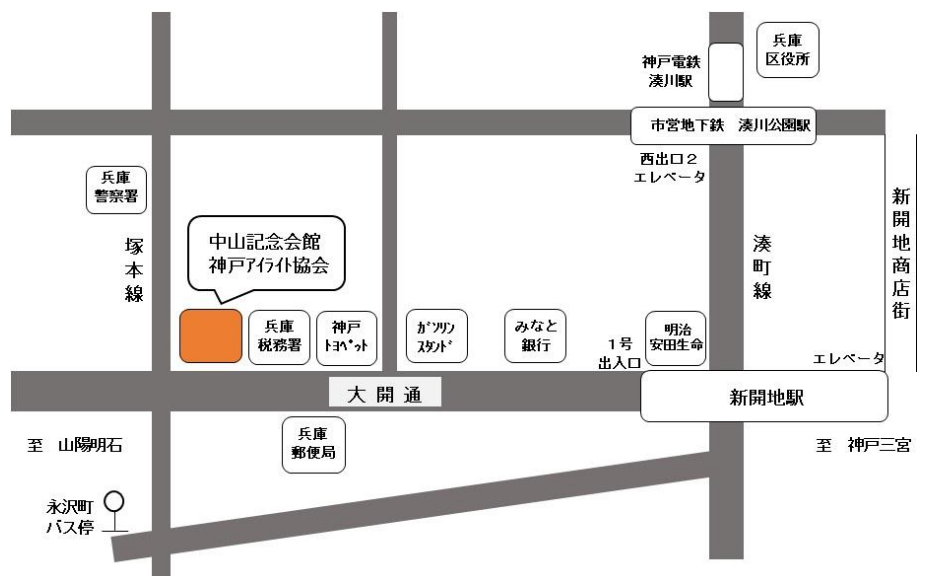 兵庫
区役所
神戸電鉄
湊川駅
市営地下鉄 湊川公園駅
西出口2
エレベータ
兵庫
警察署
新開地商店街
塚本線
湊町線
中山記念会館
神戸アイライト協会
兵庫
税務署
神戸
トヨペット
ガソリン
スタンド
みなと
銀行
1号
出入口
明治
安田生命
エレベータ
大開通
新開地駅
兵庫
郵便局
至 山陽明石
至 神戸三宮
永沢町
バス停